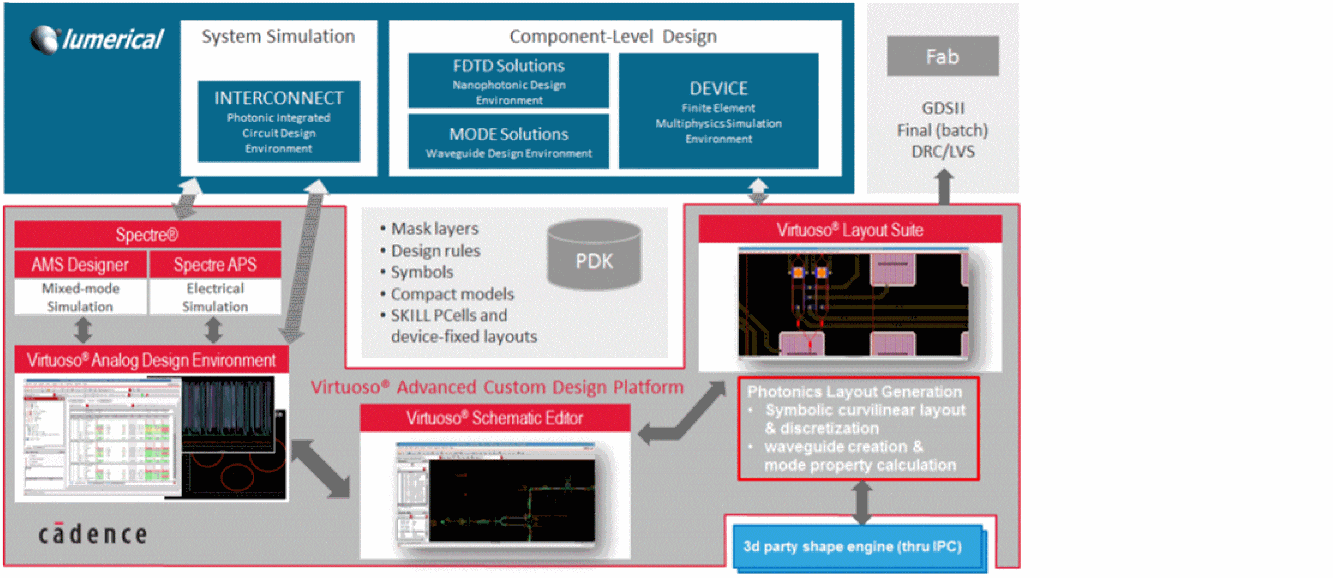 lumerical
System Simulation
INTERCONNECT
Photonic Integrated
Circuit Design
Environment
Component-Level Design
FDTD Solutions
Nanophotonic Design
Environment
MODE Solutions
Waveguide Design Environment
DEVICE
Finite Element
Multiphysics Simulation
Environment
Fab
GDSII
Final (batch)
DRC/LVS
Spectre®
AMS Designer
Mixed-mode
Simulation
Spectre APS
Electrical
Simulation
Virtuoso® Analog Design Environment
• Mask layers
• Design rules
• Symbols
• Compact models
• SKILL PCells and
device-fixed layouts
PDK
Virtuoso® Layout Suite
Virtuoso® Advanced Custom Design Platform
Virtuoso® Schematic Editor
Photonics Layout Generation
• Symbolic curvilinear layout
& discretization
• waveguide creation &
mode property calculation
cādence
3d party shape engine (thru IPC)